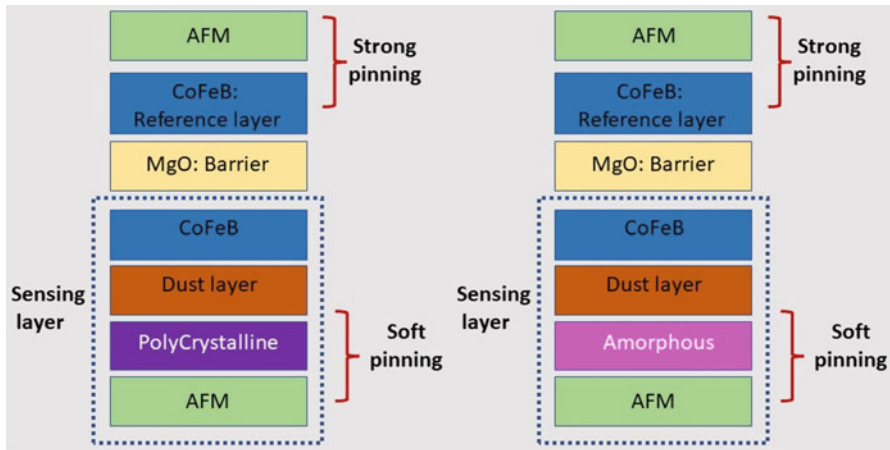 AFM
CoFeB:
Reference layer
MgO: Barrier
CoFeB
Dust layer
PolyCrystalline
AFM
Strong
pinning
Sensing
layer
Soft
pinning
AFM
CoFeB:
Reference layer
MgO: Barrier
CoFeB
Dust layer
Amorphous
AFM
Strong
pinning
Sensing
layer
Soft
pinning